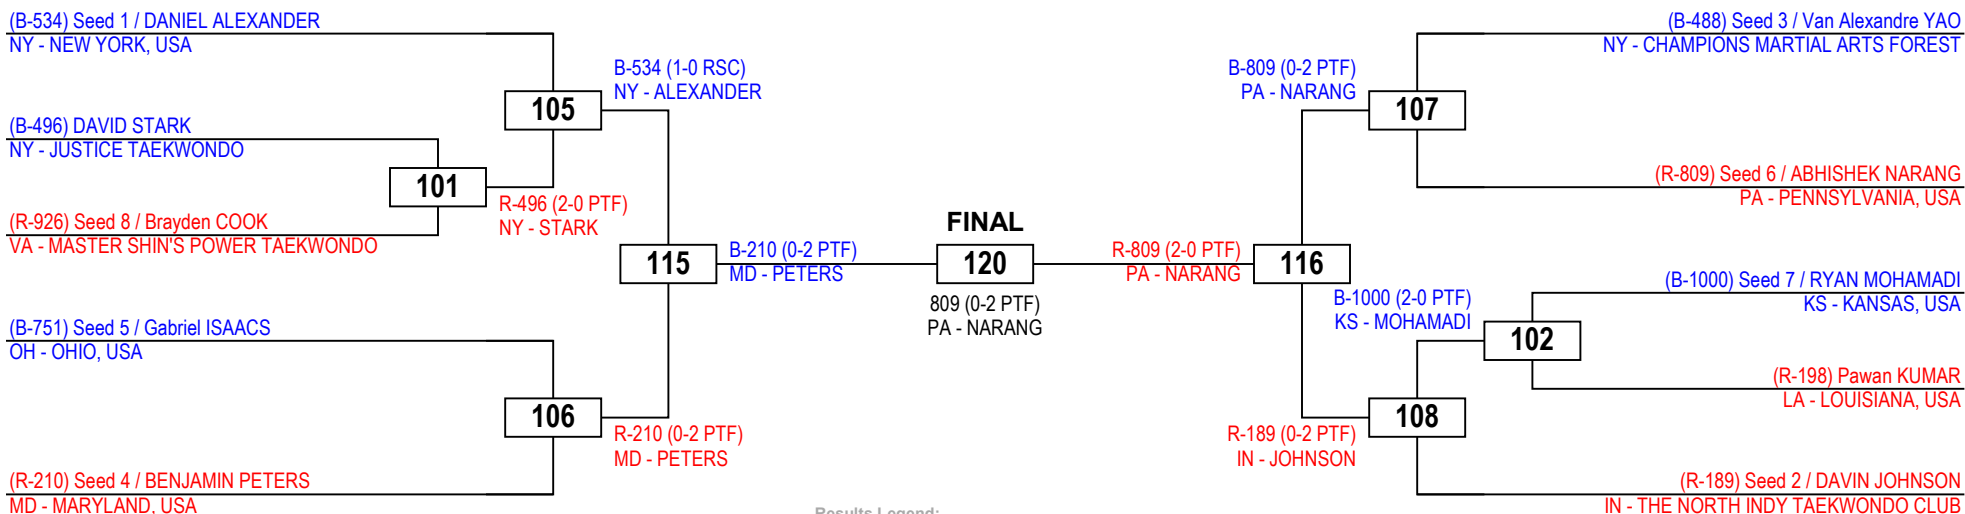 (B-534) Seed 1 / DANIEL ALEXANDER
NY - NEW YORK, USA
(B-496) DAVID STARK
NY - JUSTICE TAEKWONDO
(R-926) Seed 8 / Brayden COOK
VA - MASTER SHIN'S POWER TAEKWONDO
(B-751) Seed 5 / Gabriel ISAACS
OH - OHIO, USA
(R-210) Seed 4 / BENJAMIN PETERS
MD - MARYLAND, USA
101
R-496 (2-0 PTF)
NY - STARK
105
B-534 (1-0 RSC)
NY - ALEXANDER
106
R-210 (0-2 PTF)
MD - PETERS
115
B-210 (0-2 PTF)
MD - PETERS
FINAL
120
809 (0-2 PTF)
PA - NARANG
R-809 (2-0 PTF)
PA - NARANG
116
B-809 (0-2 PTF)
PA - NARANG
107
R-189 (0-2 PTF)
IN - JOHNSON
108
B-1000 (2-0 PTF)
KS - MOHAMADI
102
(B-488) Seed 3 / Van Alexandre YAO
NY - CHAMPIONS MARTIAL ARTS FOREST
(R-809) Seed 6 / ABHISHEK NARANG
PA - PENNSYLVANIA, USA
(B-1000) Seed 7 / RYAN MOHAMADI
KS - KANSAS, USA
(R-198) Pawan KUMAR
LA - LOUISIANA, USA
(R-189) Seed 2 / DAVIN JOHNSON
IN - THE NORTH INDY TAEKWONDO CLUB
Results Legend: